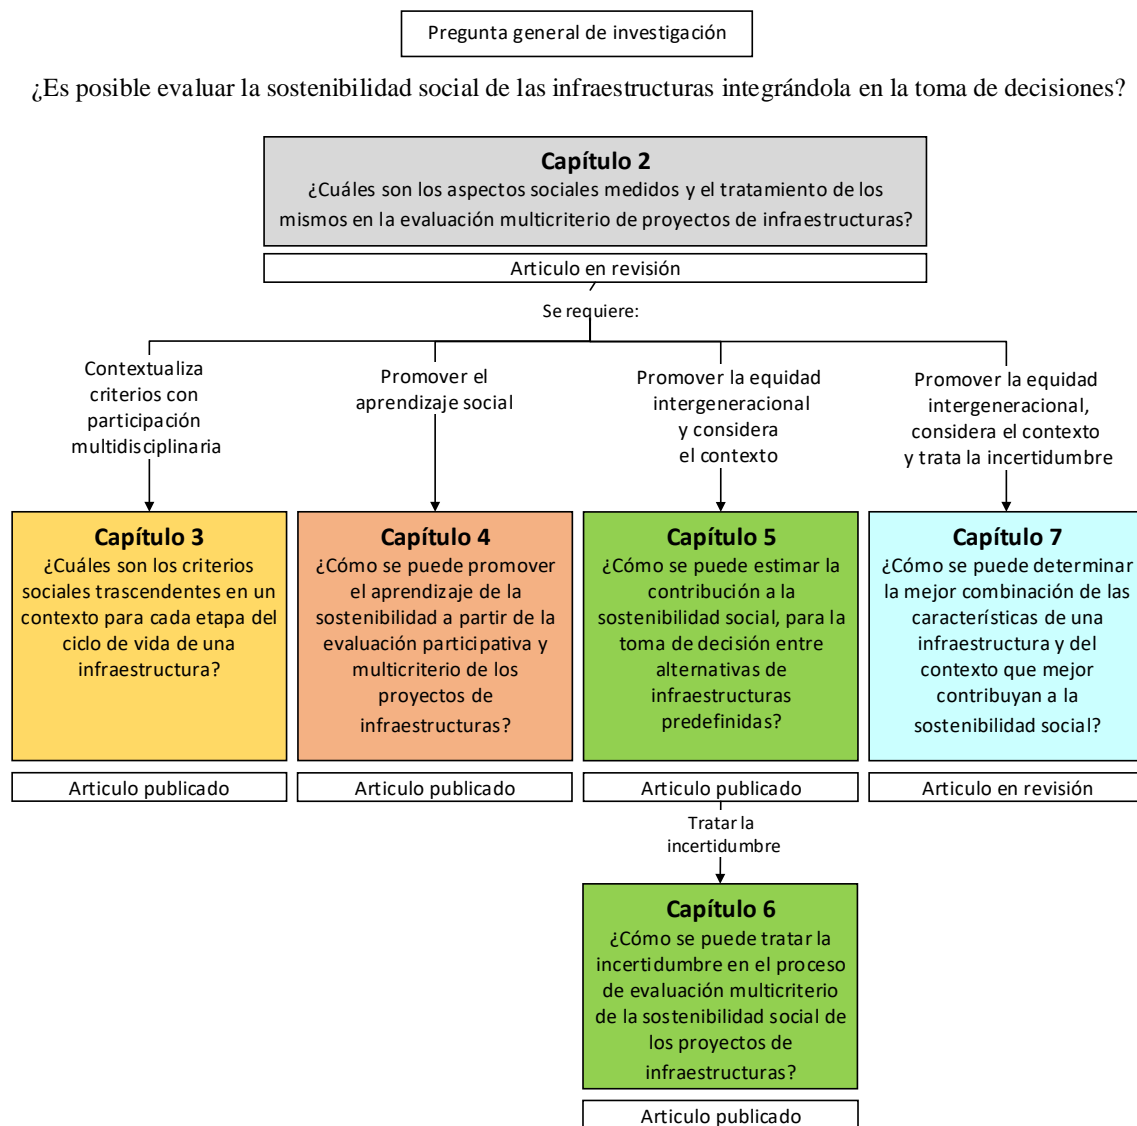 Pregunta general de investigación
¿Es posible evaluar la sostenibilidad social de las infraestructuras integrándola en la toma de decisiones?
Capítulo 2
¿Cuáles son los aspectos sociales medidos y el tratamiento de los
mismos en la evaluación multicriterio de proyectos de infraestructuras?
Articulo en revisión
Se requiere:
Contextualiza
criterios con
participación
multidisciplinaria
Promover el
aprendizaje social
Promover la equidad
intergeneracional
y considera
el contexto
Promover la equidad
intergeneracional,
considera el contexto
y trata la incertidumbre
Capítulo 3
¿Cuáles son los criterios
sociales trascendentes en un
contexto para cada etapa del
ciclo de vida de una
infraestructura?
Articulo publicado
Capítulo 4
¿Cómo se puede promover
el aprendizaje de la
sostenibilidad a partir de la
evaluación participativa y
multicriterio de los
proyectos de
infraestructuras?
Articulo publicado
Capítulo 5
¿Cómo se puede estimar la
contribución a la
sostenibilidad social, para la
toma de decisión entre
alternativas de
infraestructuras
predefinidas?
Articulo publicado
Capítulo 7
¿Cómo se puede determinar
la mejor combinación de las
características de una
infraestructura y del
contexto que mejor
contribuyan a la
sostenibilidad social?
Articulo en revisión
Tratar la
incertidumbre
Capítulo 6
¿Cómo se puede tratar la
incertidumbre en el proceso
de evaluación multicriterio
de la sostenibilidad social de
los proyectos de
infraestructuras?
Articulo publicado